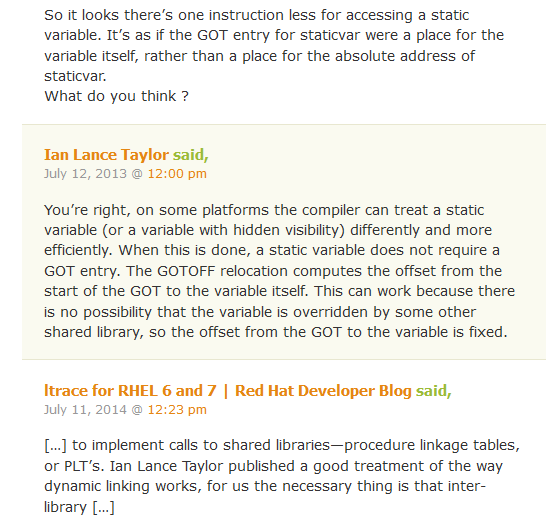 So it looks there's one instruction less for accessing a static
variable. It's as if the GOT entry for staticvar were a place for the
variable itself, rather than a place for the absolute address of
staticvar.
What do you think ?
Ian Lance Taylor said,
July 12, 2013 @ 12:00 pm
You're right, on some platforms the compiler can treat a static
variable (or a variable with hidden visibility) differently and more
efficiently. When this is done, a static variable does not require a
GOT entry. The GOTOFF relocation computes the offset from the
start of the GOT to the variable itself. This can work because there
is no possibility that the variable is overridden by some other
shared library, so the offset from the GOT to the variable is fixed.
ltrace for RHEL 6 and 7 | Red Hat Developer Blog said,
July 11, 2014 @ 12:23 pm
[…] to implement calls to shared libraries—procedure linkage tables,
or PLT's. Ian Lance Taylor published a good treatment of the way
dynamic linking works, for us the necessary thing is that inter-
library […]